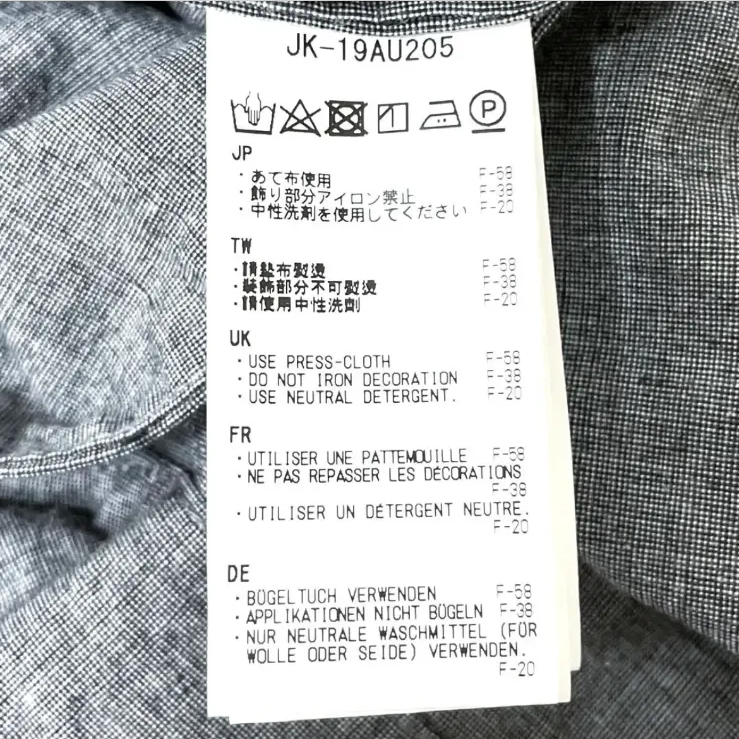 JK-19AU205
P
JP
・あて布使用 F-58
・飾り部分アイロン禁止 F-38
・中性洗剤を使用してください F-20
TW
・請墊布熨燙 F-58
・裝飾部分不可熨燙 F-38
・請使用中性洗劑 F-20
UK
・USE PRESS-CLOTH F-58
・DO NOT IRON DECORATION F-38
・USE NEUTRAL DETERGENT. F-20
FR
・UTILISER UNE PATTEMOUILLE F-58
・NE PAS REPASSER LES DÉCORATIONS
F-38
・UTILISER UN DÉTERGENT NEUTRE.
F-20
DE
・BÜGELTUCH VERWENDEN F-58
・APPLIKATIONEN NICHT BÜGELN F-38
・NUR NEUTRALE WASCHMITTEL (FÜR
WOLLE ODER SEIDE) VERWENDEN.
F-20